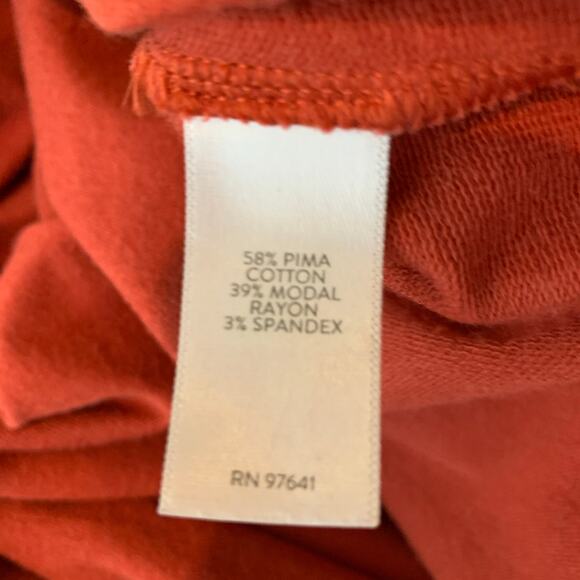 58% PIMA
COTTON
39% MODAL
RAYON
3% SPANDEX
RN 97641